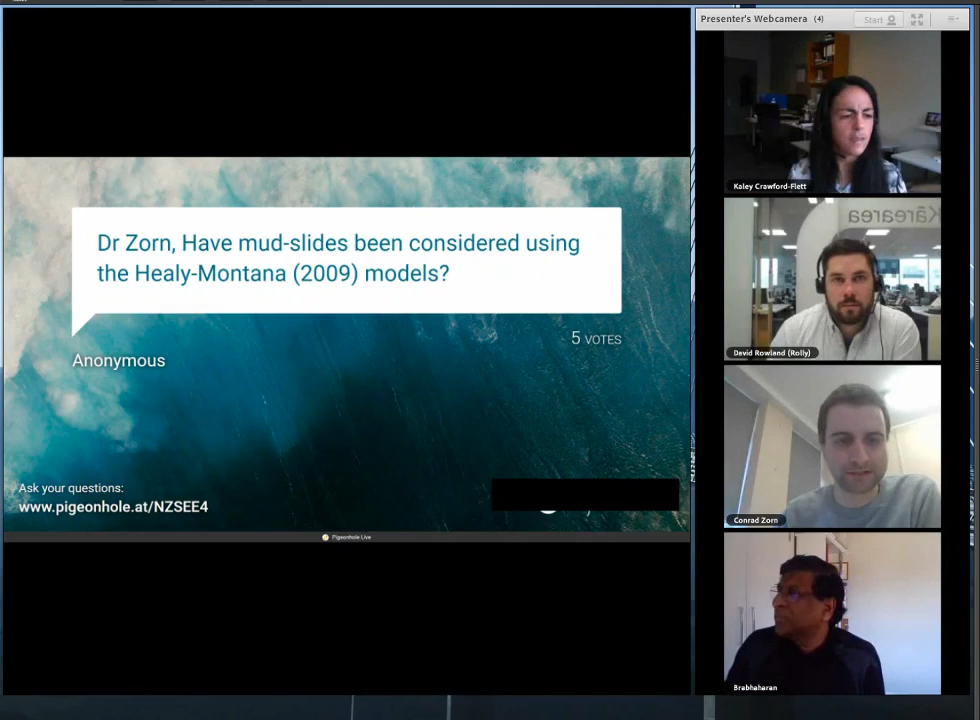 Presenter's Webcamera (4)
Start
Kaley Crawford-Flett
Kārearea
David Rowland (Rolly)
Conrad Zorn
Brabhaharan
Dr Zorn, Have mud-slides been considered using
the Healy-Montana (2009) models?
5 VOTES
Anonymous
Ask your questions:
www.pigeonhole.at/NZSEE4
Pigeonhole Live